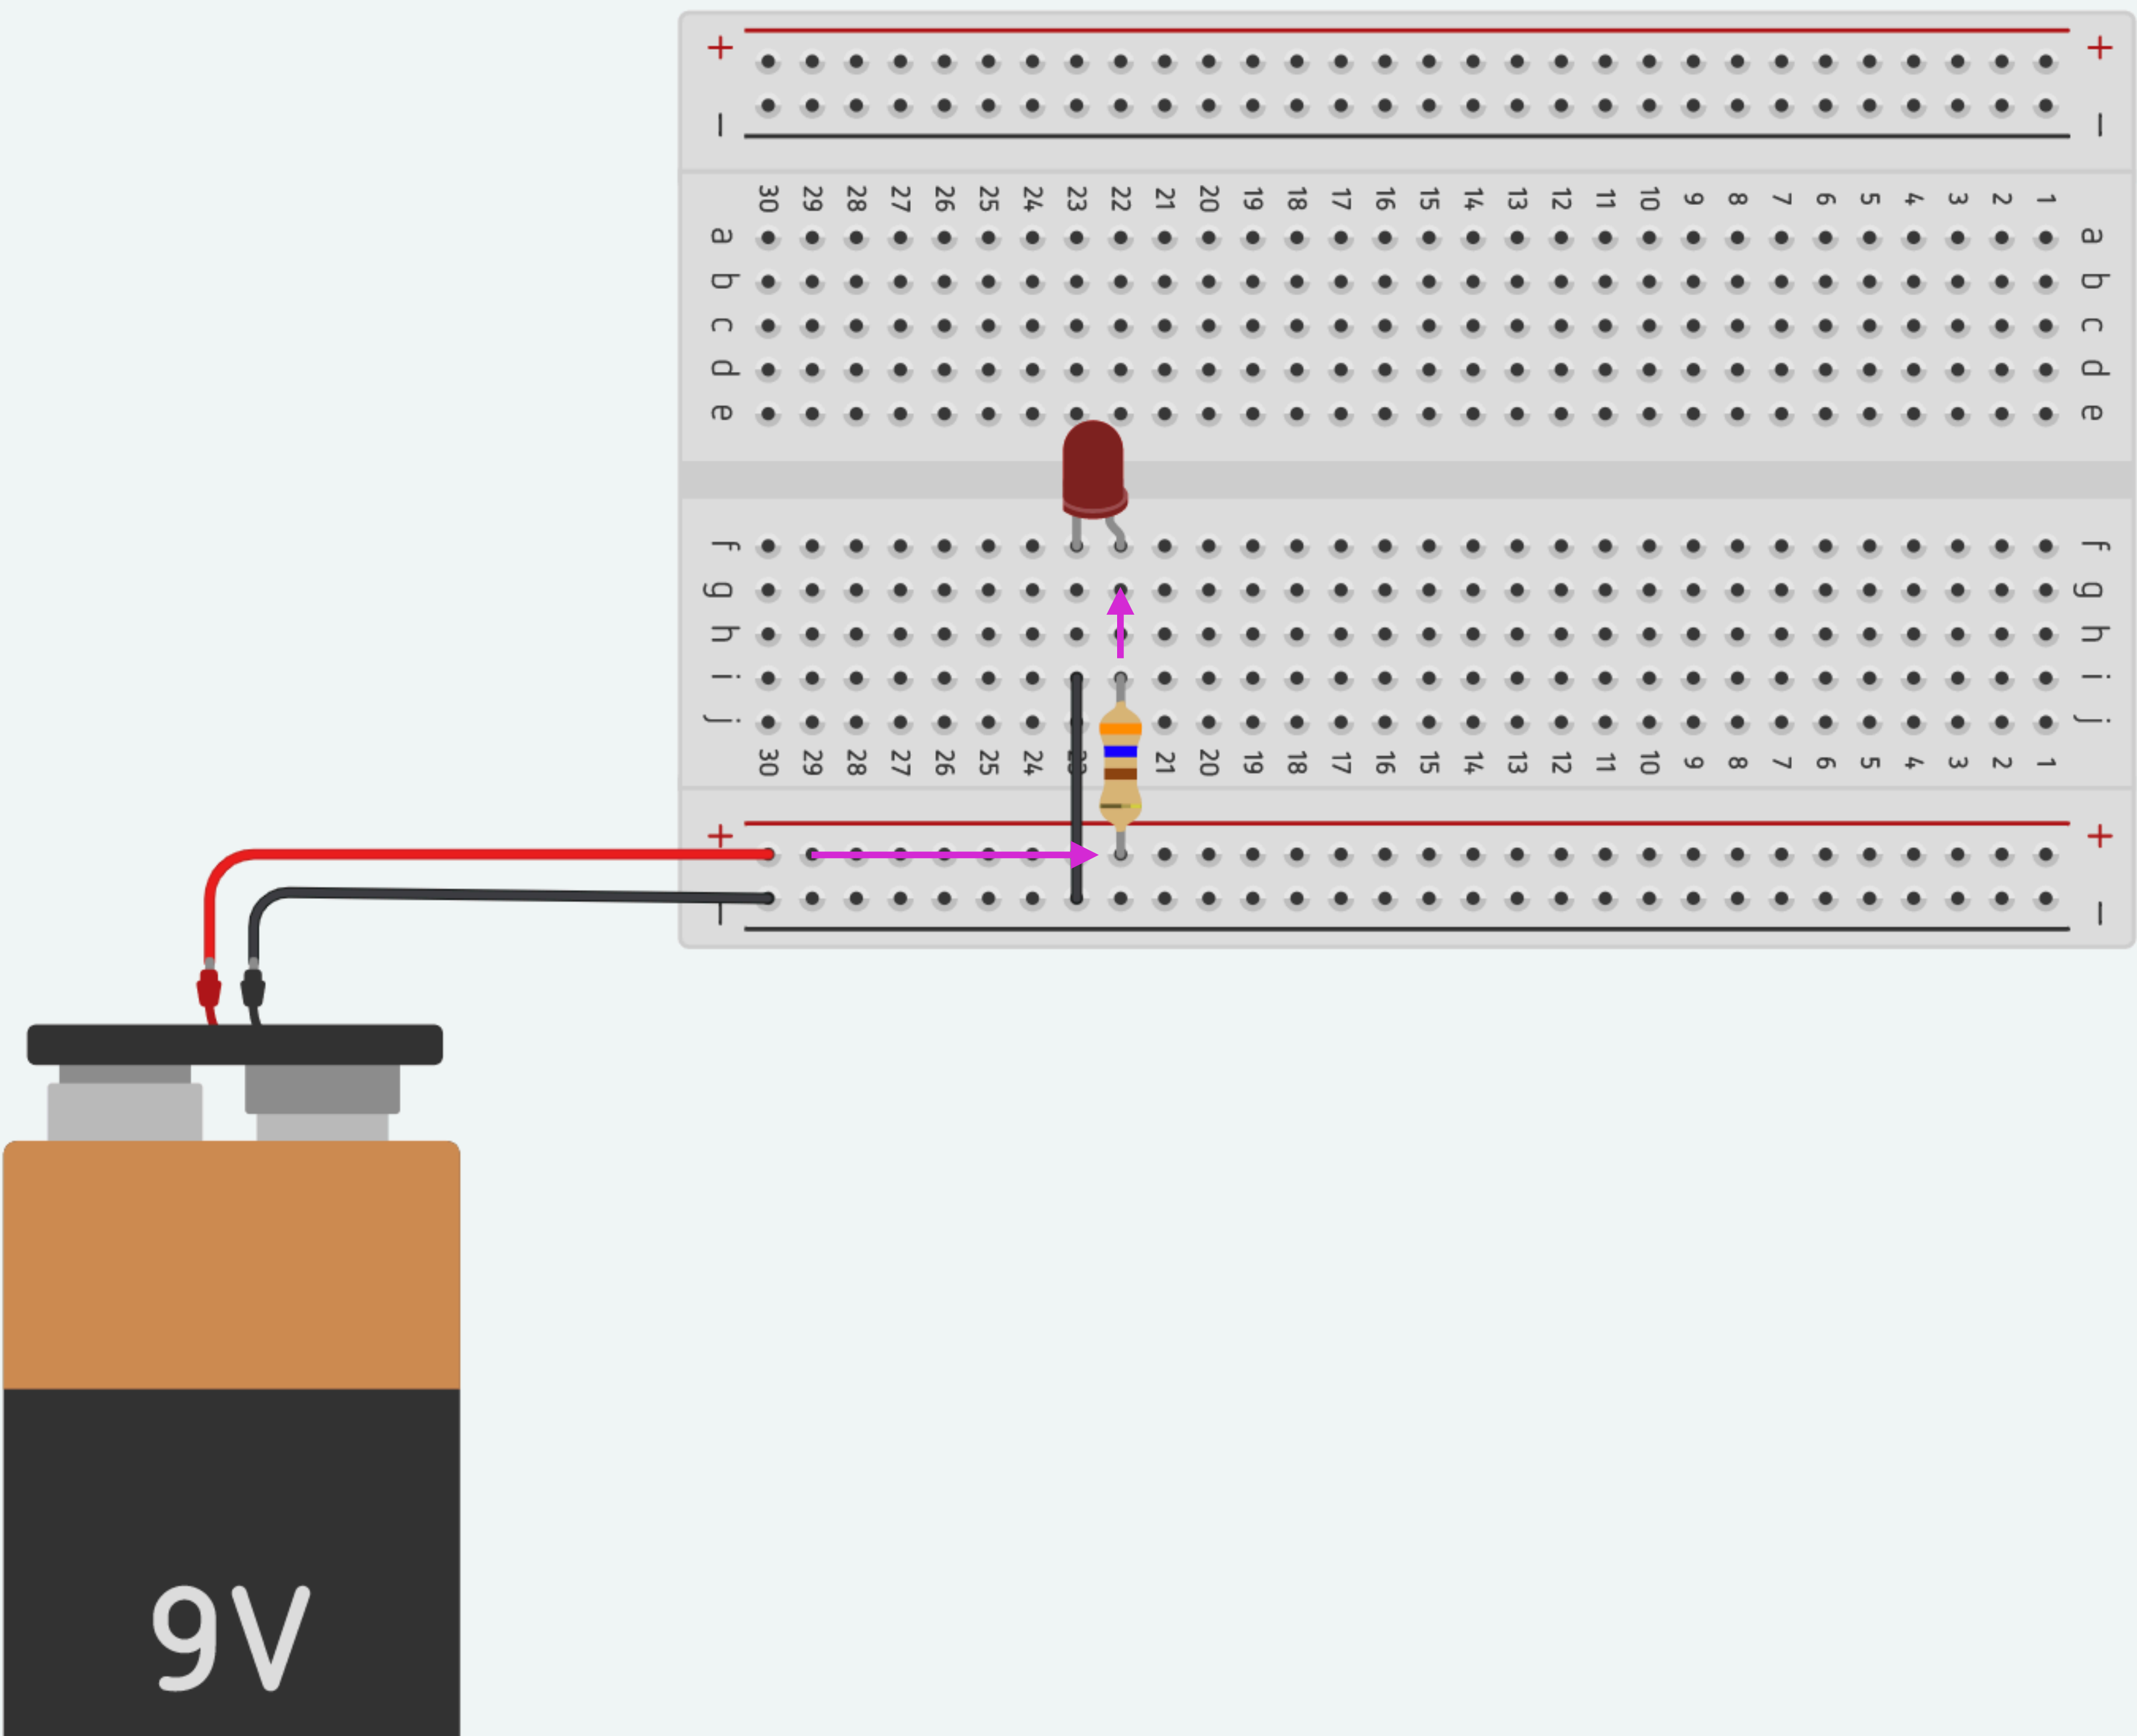 + +
− −
30 29 28 27 26 25 24 23 22 21 20 19 18 17 16 15 14 13 12 11 10 9 8 7 6 5 4 3 2 1
a a
b b
c c
d d
e e
f f
g g
h h
i i
j j
30 29 28 27 26 25 24 21 20 19 18 17 16 15 14 13 12 11 10 9 8 7 6 5 4 3 2 1
+ +
− −
9V